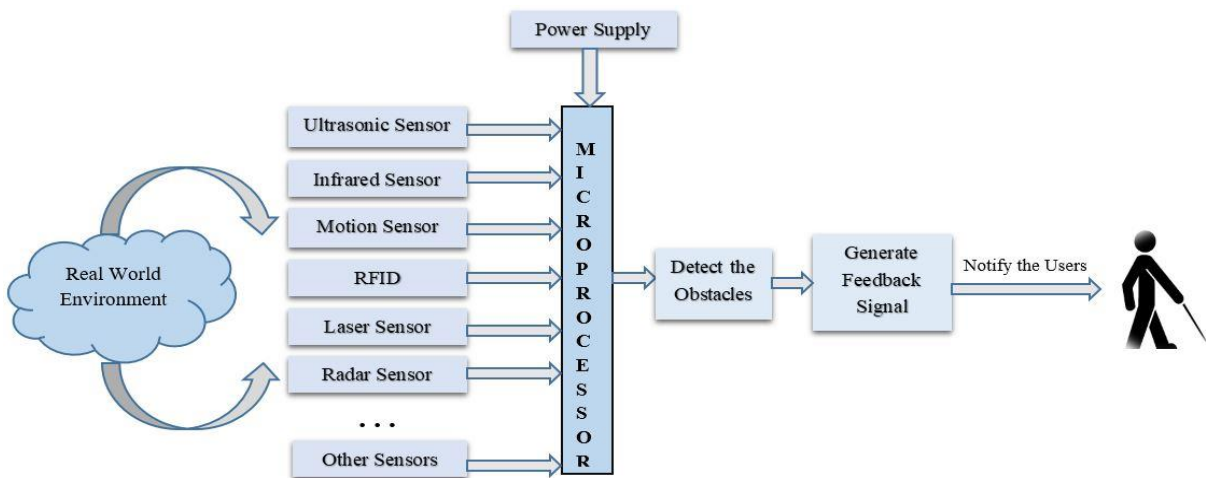 Power Supply
Ultrasonic Sensor
Infrared Sensor
Motion Sensor
RFID
Laser Sensor
Radar Sensor
. . .
Other Sensors
Real World
Environment
MICROPROCESSOR
Detect the
Obstacles
Generate
Feedback
Signal
Notify the Users